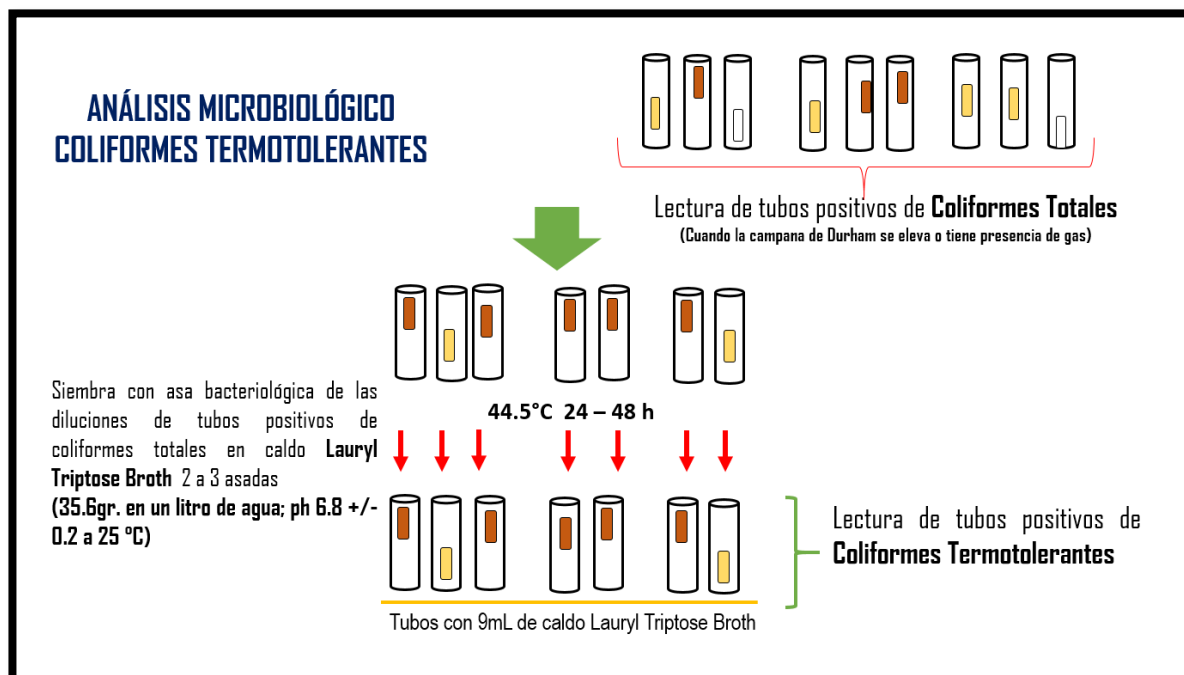 ANÁLISIS MICROBIOLÓGICO
COLIFORMES TERMOTOLERANTES
Lectura de tubos positivos de Coliformes Totales
(Cuando la campana de Durham se eleva o tiene presencia de gas)
Siembra con asa bacteriológica de las
diluciones de tubos positivos de
coliformes totales en caldo Lauryl
Triptose Broth 2 a 3 asadas
(35.6gr. en un litro de agua; ph 6.8 +/-
0.2 a 25 °C)
44.5°C 24 – 48 h
Lectura de tubos positivos de
Coliformes Termotolerantes
Tubos con 9mL de caldo Lauryl Triptose Broth